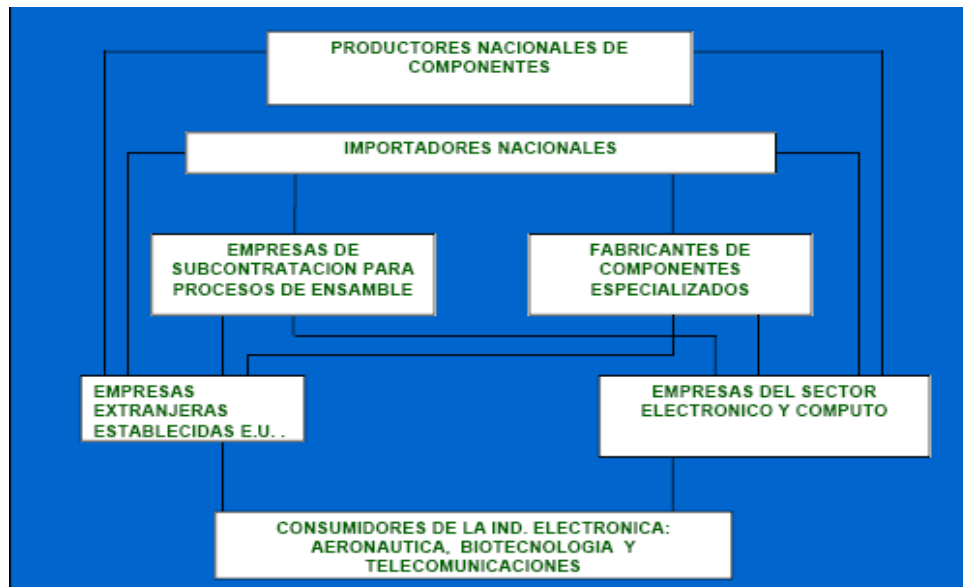 PRODUCTORES NACIONALES DE
COMPONENTES
IMPORTADORES NACIONALES
EMPRESAS DE
SUBCONTRATACION PARA
PROCESOS DE ENSAMBLE
FABRICANTES DE
COMPONENTES
ESPECIALIZADOS
EMPRESAS
EXTRANJERAS
ESTABLECIDAS E.U. .
EMPRESAS DEL SECTOR
ELECTRONICO Y COMPUTO
CONSUMIDORES DE LA IND. ELECTRONICA:
AERONAUTICA, BIOTECNOLOGIA Y
TELECOMUNICACIONES